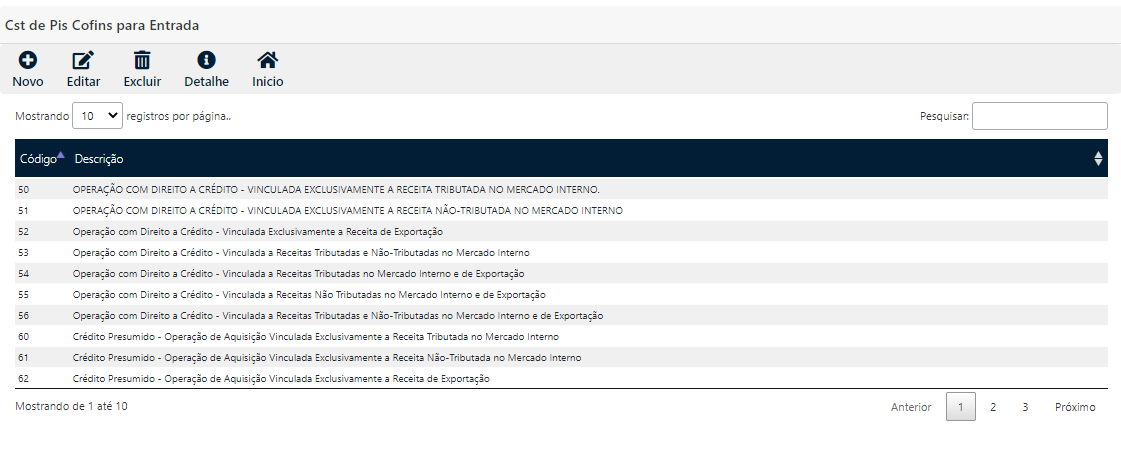 Cst de Pis Cofins para Entrada
Novo Editar Excluir Detalhe Inicio
Mostrando 10 registros por página.. Pesquisar:
Código Descrição
50 OPERAÇÃO COM DIREITO A CRÉDITO - VINCULADA EXCLUSIVAMENTE A RECEITA TRIBUTADA NO MERCADO INTERNO.
51 OPERAÇÃO COM DIREITO A CRÉDITO - VINCULADA EXCLUSIVAMENTE A RECEITA NÃO-TRIBUTADA NO MERCADO INTERNO
52 Operação com Direito a Crédito - Vinculada Exclusivamente a Receita de Exportação
53 Operação com Direito a Crédito - Vinculada a Receitas Tributadas e Não-Tributadas no Mercado Interno
54 Operação com Direito a Crédito - Vinculada a Receitas Tributadas no Mercado Interno e de Exportação
55 Operação com Direito a Crédito - Vinculada a Receitas Não Tributadas no Mercado Interno e de Exportação
56 Operação com Direito a Crédito - Vinculada a Receitas Tributadas e Não-Tributadas no Mercado Interno e de Exportação
60 Crédito Presumido - Operação de Aquisição Vinculada Exclusivamente a Receita Tributada no Mercado Interno
61 Crédito Presumido - Operação de Aquisição Vinculada Exclusivamente a Receita Não-Tributada no Mercado Interno
62 Crédito Presumido - Operação de Aquisição Vinculada Exclusivamente a Receita de Exportação
Mostrando de 1 até 10 Anterior 1 2 3 Próximo